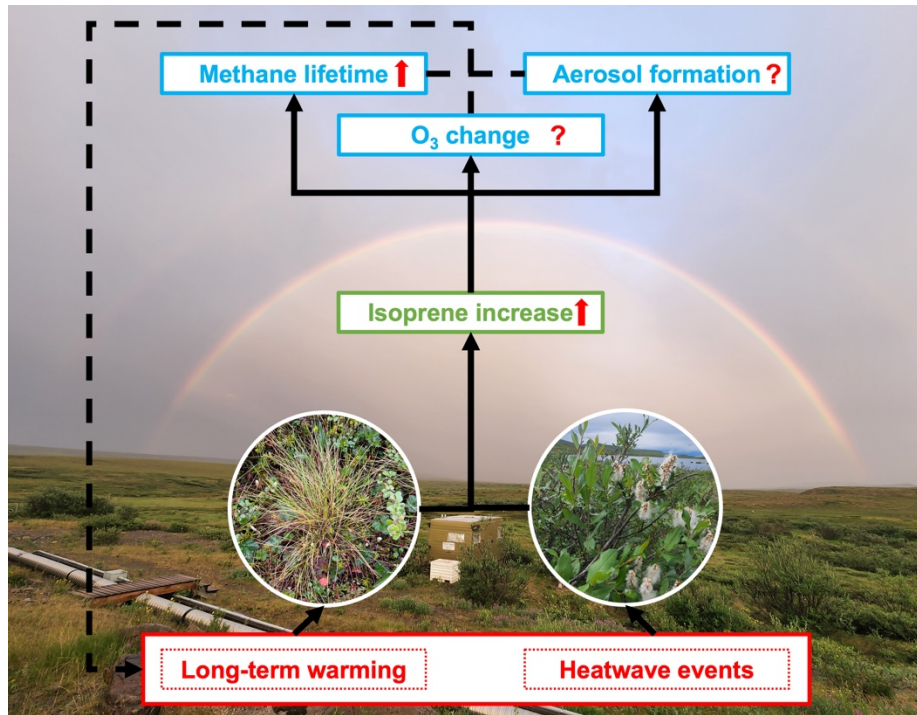 Methane lifetime
Aerosol formation ?
O₃ change ?
Isoprene increase
Long-term warming
Heatwave events